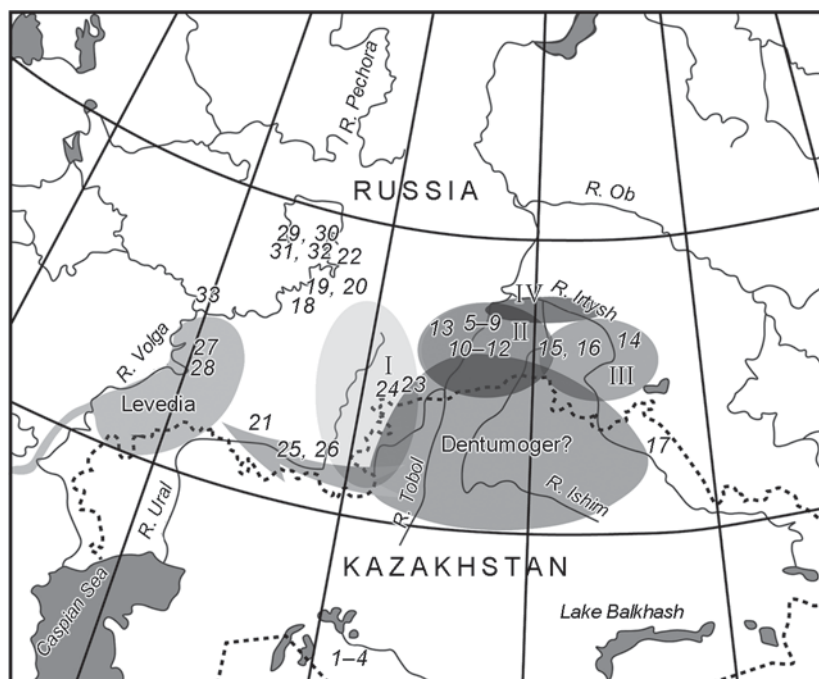 R. Pechora
RUSSIA
R. Ob
29, 30
31, 32
22
19, 20
18
33
IV
R. Irtysh
13
5–9
II
10–12
15, 16
14
III
27
28
R. Volga
Levedia
I
24
23
21
25, 26
Dentumoger?
17
R. Ural
R. Tobol
R. Ishim
KAZAKHSTAN
Caspian Sea
Lake Balkhash
1–4